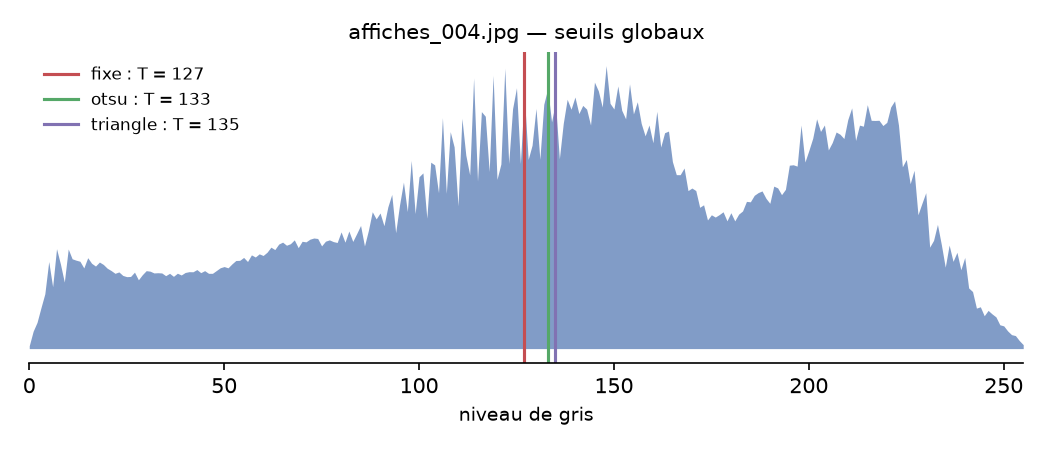 affiches_004.jpg — seuils globaux
fixe : T = 127
otsu : T = 133
triangle : T = 135
0 50 100 150 200 250
niveau de gris